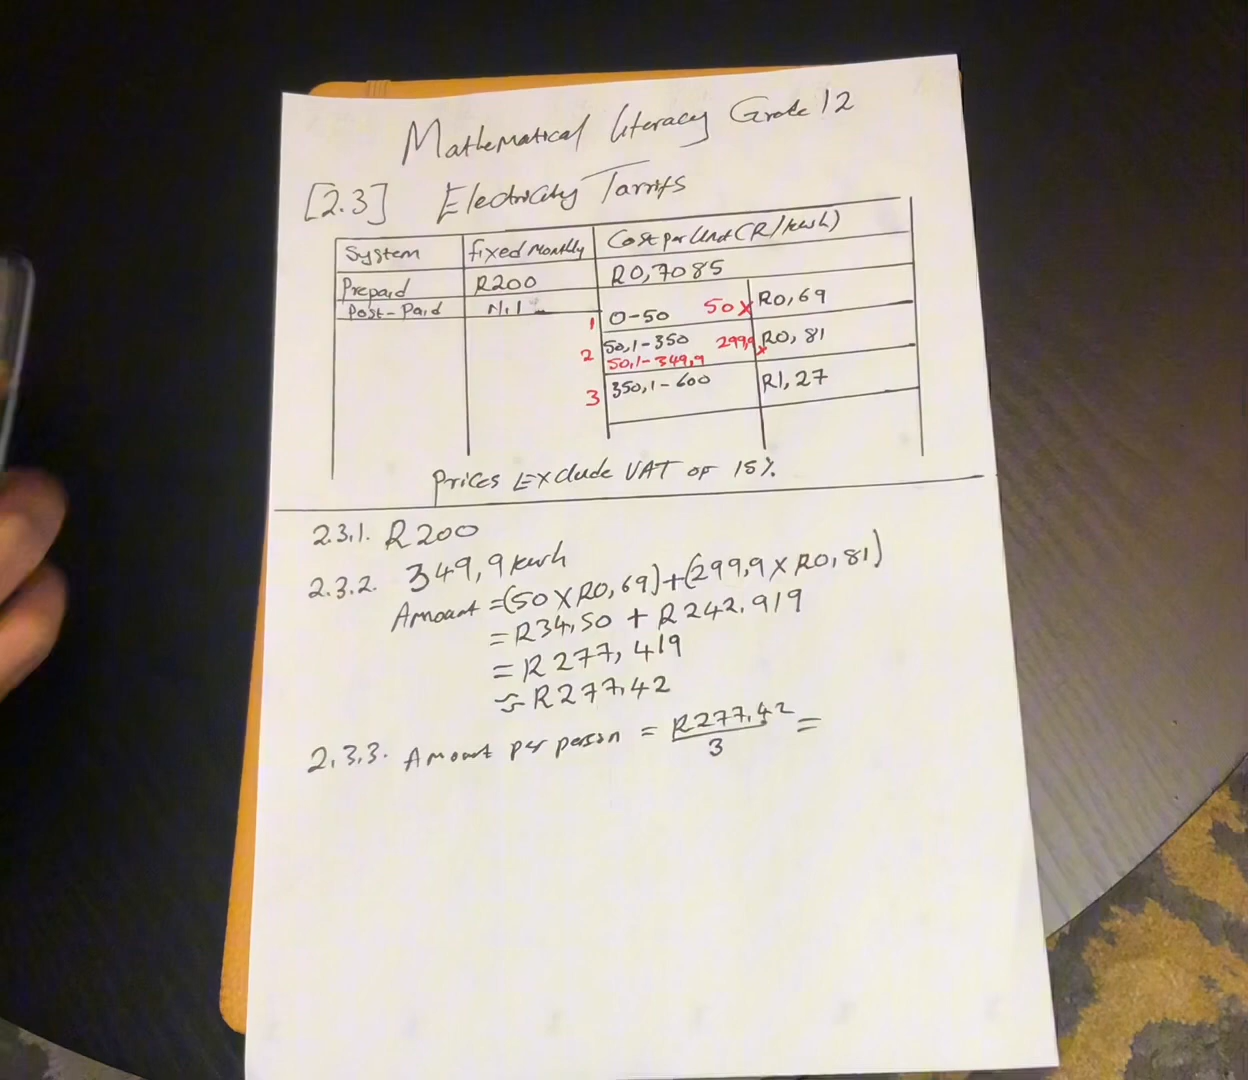 Mathematical Literacy Grade 12
[2.3] Electricity Tarrifs
System fixed Monthly Cost per Unit (R/kwh)
Prepaid R200 R0,7085
Post-Paid Nil
1 0-50 50x R0,69
2 50,1-350 299,9x R0,81
50,1-349,9
3 350,1-600 R1,27
Prices Exclude VAT of 15%
2.3.1. R200
2.3.2. 349,9 kwh
Amount =(50 X R0,69)+(299,9 X R0,81)
= R34,50 + R242.919
= R277,419
≈ R277.42
2.3.3. Amount per person = R277.42 =
3